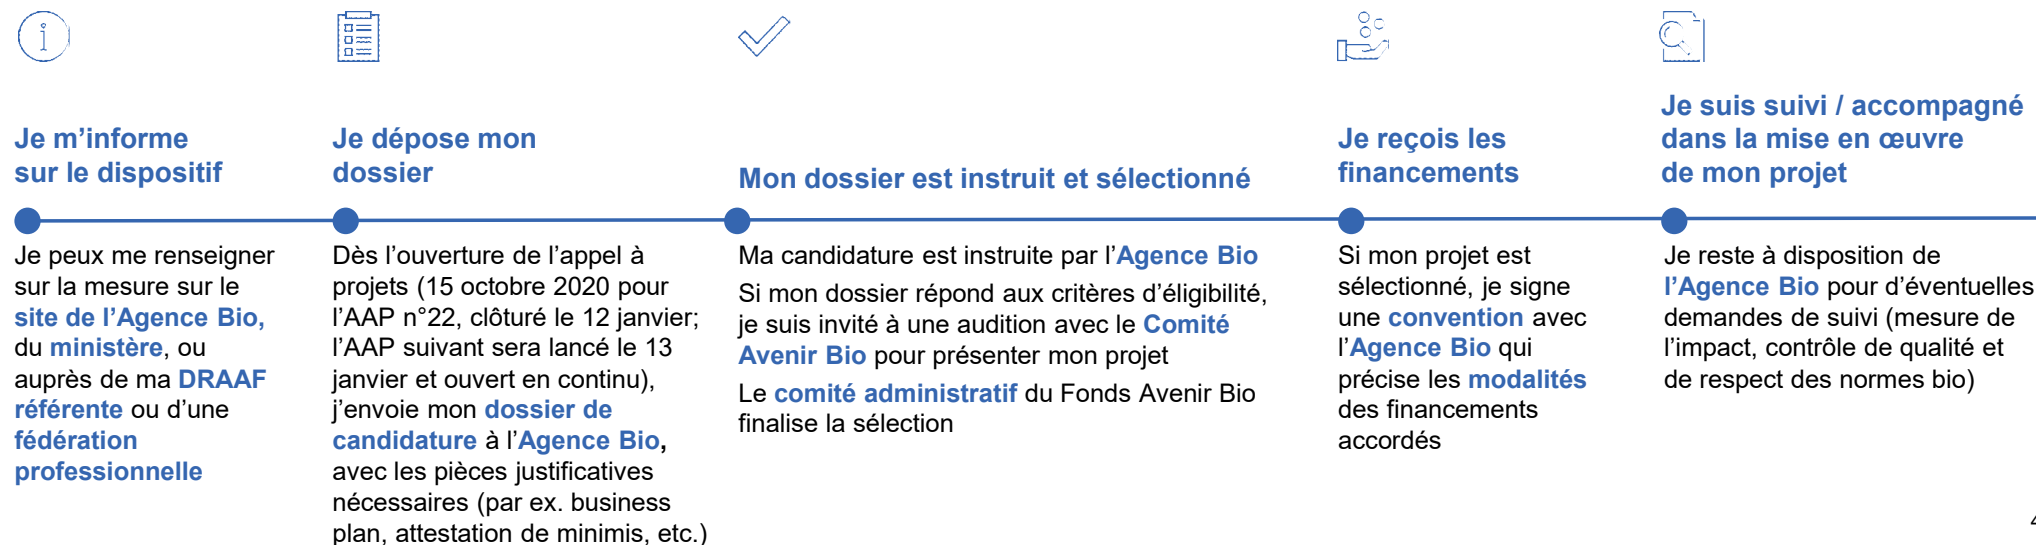 Je m’informe
sur le dispositif
Je peux me renseigner
sur la mesure sur le
site de l’Agence Bio,
du ministère, ou
auprès de ma DRAAF
référente ou d’une
fédération
professionnelle
Je dépose mon
dossier
Dès l’ouverture de l’appel à
projets (15 octobre 2020 pour
l’AAP n°22, clôturé le 12 janvier;
l’AAP suivant sera lancé le 13
janvier et ouvert en continu),
j’envoie mon dossier de
candidature à l’Agence Bio,
avec les pièces justificatives
nécessaires (par ex. business
plan, attestation de minimis, etc.)
Mon dossier est instruit et sélectionné
Ma candidature est instruite par l’Agence Bio
Si mon dossier répond aux critères d’éligibilité,
je suis invité à une audition avec le Comité
Avenir Bio pour présenter mon projet
Le comité administratif du Fonds Avenir Bio
finalise la sélection
Je reçois les
financements
Si mon projet est
sélectionné, je signe
une convention avec
l’Agence Bio qui
précise les modalités
des financements
accordés
Je suis suivi / accompagné
dans la mise en œuvre
de mon projet
Je reste à disposition de
l’Agence Bio pour d’éventuelles
demandes de suivi (mesure de
l’impact, contrôle de qualité et
de respect des normes bio)